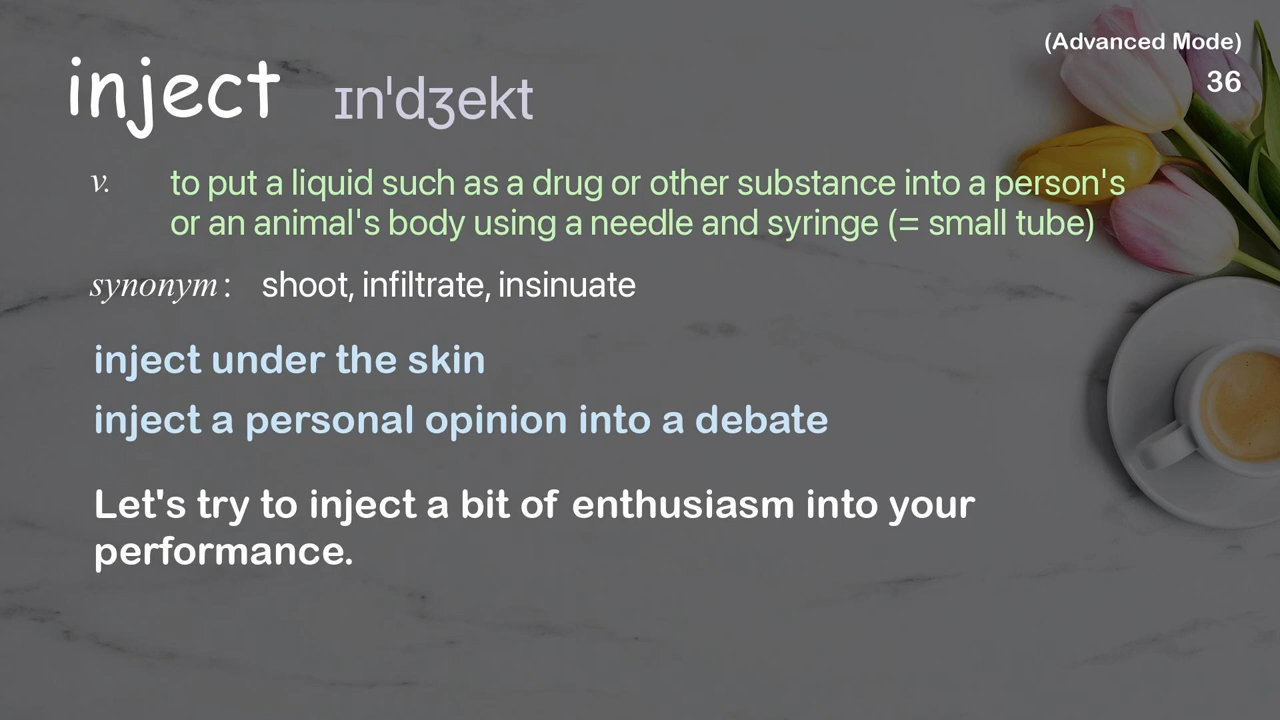 (Advanced Mode)
36
inject ɪn'dʒekt
v. to put a liquid such as a drug or other substance into a person's
or an animal's body using a needle and syringe (= small tube)
synonym: shoot, infiltrate, insinuate
inject under the skin
inject a personal opinion into a debate
Let's try to inject a bit of enthusiasm into your
performance.